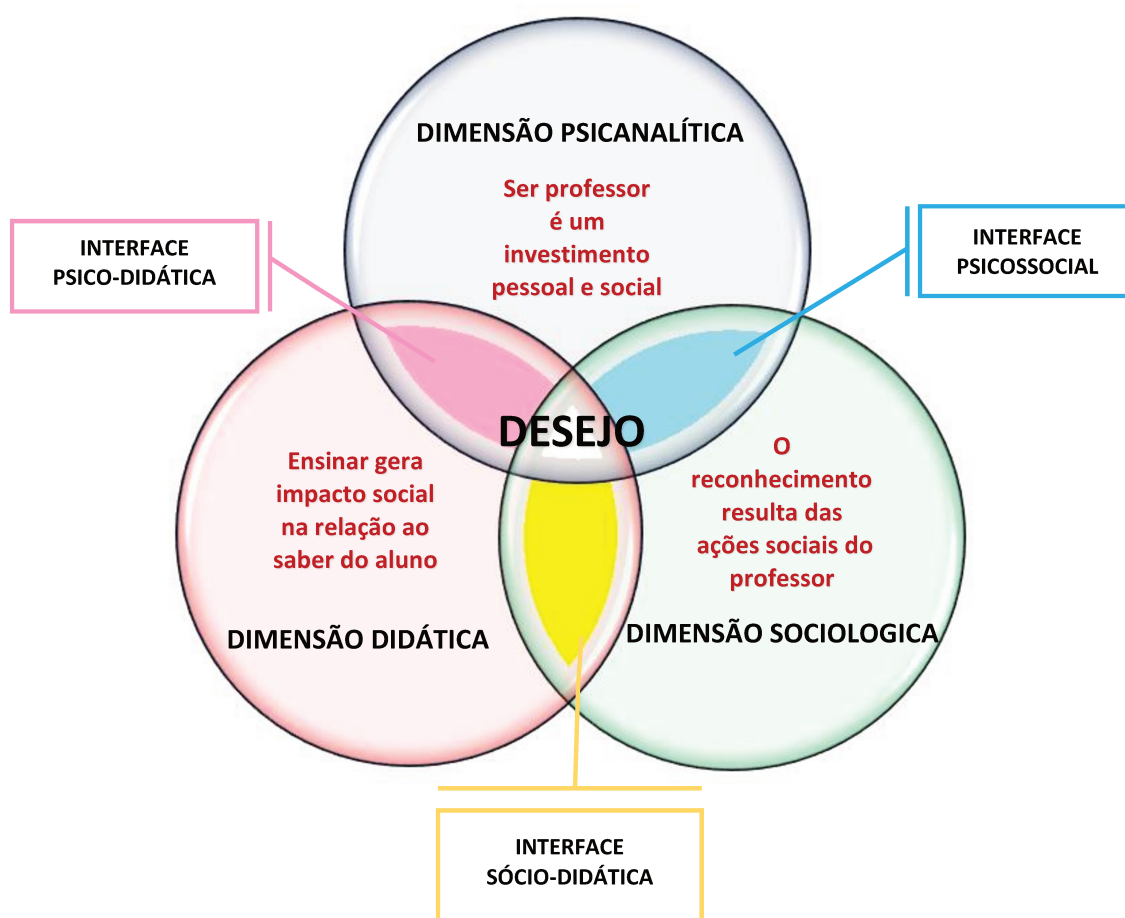 DIMENSÃO PSICANALÍTICA
Ser professor
é um
investimento
pessoal e social
INTERFACE
PSICO-DIDÁTICA
INTERFACE
PSICOSSOCIAL
DESEJO
Ensinar gera
impacto social
na relação ao
saber do aluno
DIMENSÃO DIDÁTICA
O
reconhecimento
resulta das
ações sociais do
professor
DIMENSÃO SOCIOLOGICA
INTERFACE
SÓCIO-DIDÁTICA